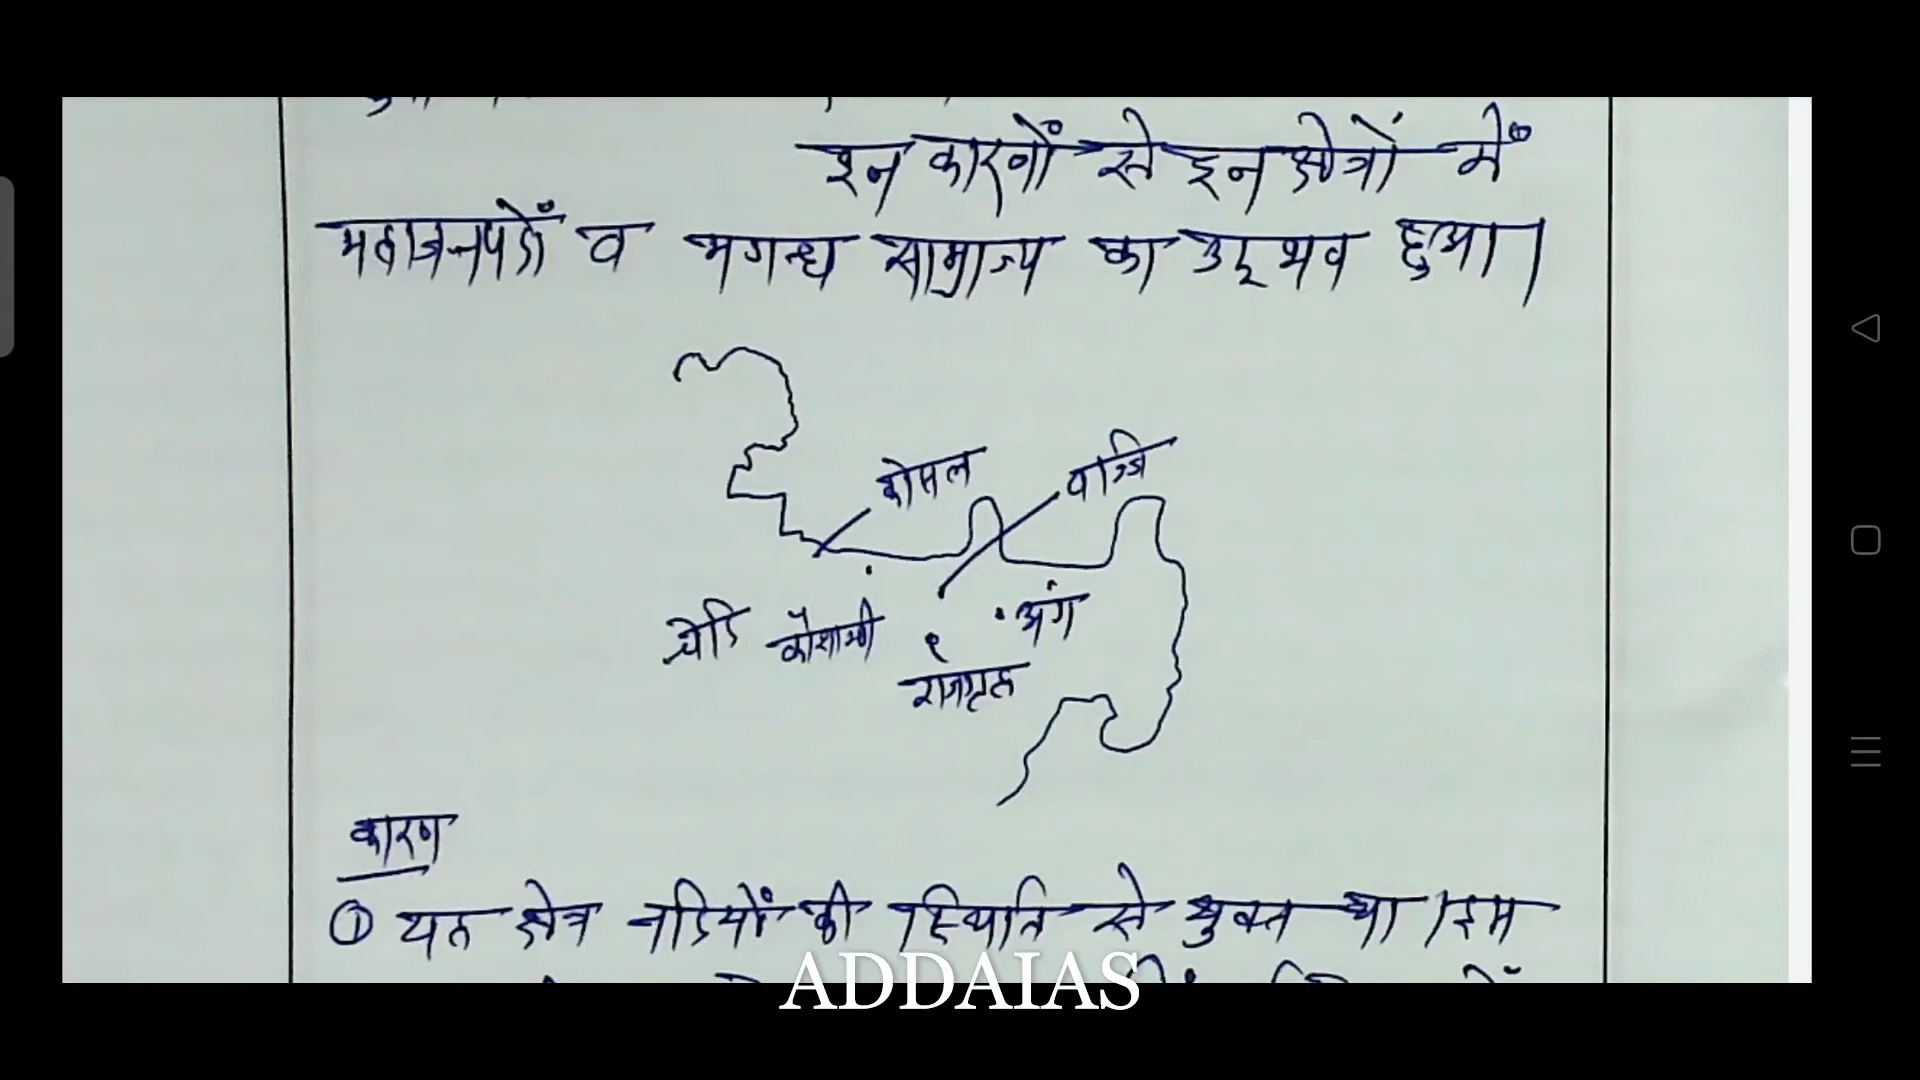 इन कारणों से इन क्षेत्रों में
महाजनपदों व मगध साम्राज्य का उद्भव हुआ।
कोसल
वज्जि
चेदि
कौशाम्बी
अंग
राजगृह
कारण
① यह क्षेत्र नदियों की स्थिति से युक्त था। इस
ADDAIAS